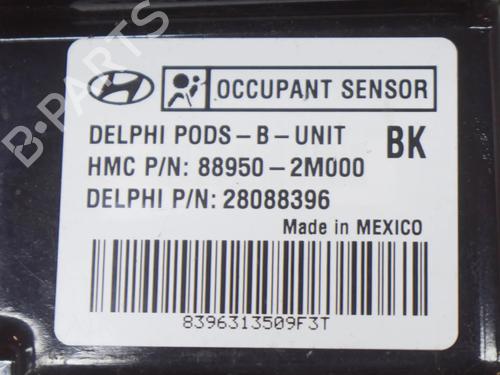 OCCUPANT SENSOR
DELPHI PODS-B-UNIT BK
HMC P/N: 88950-2M000
DELPHI P/N: 28088396
Made in MEXICO
8396313509F3T
B-PARTS